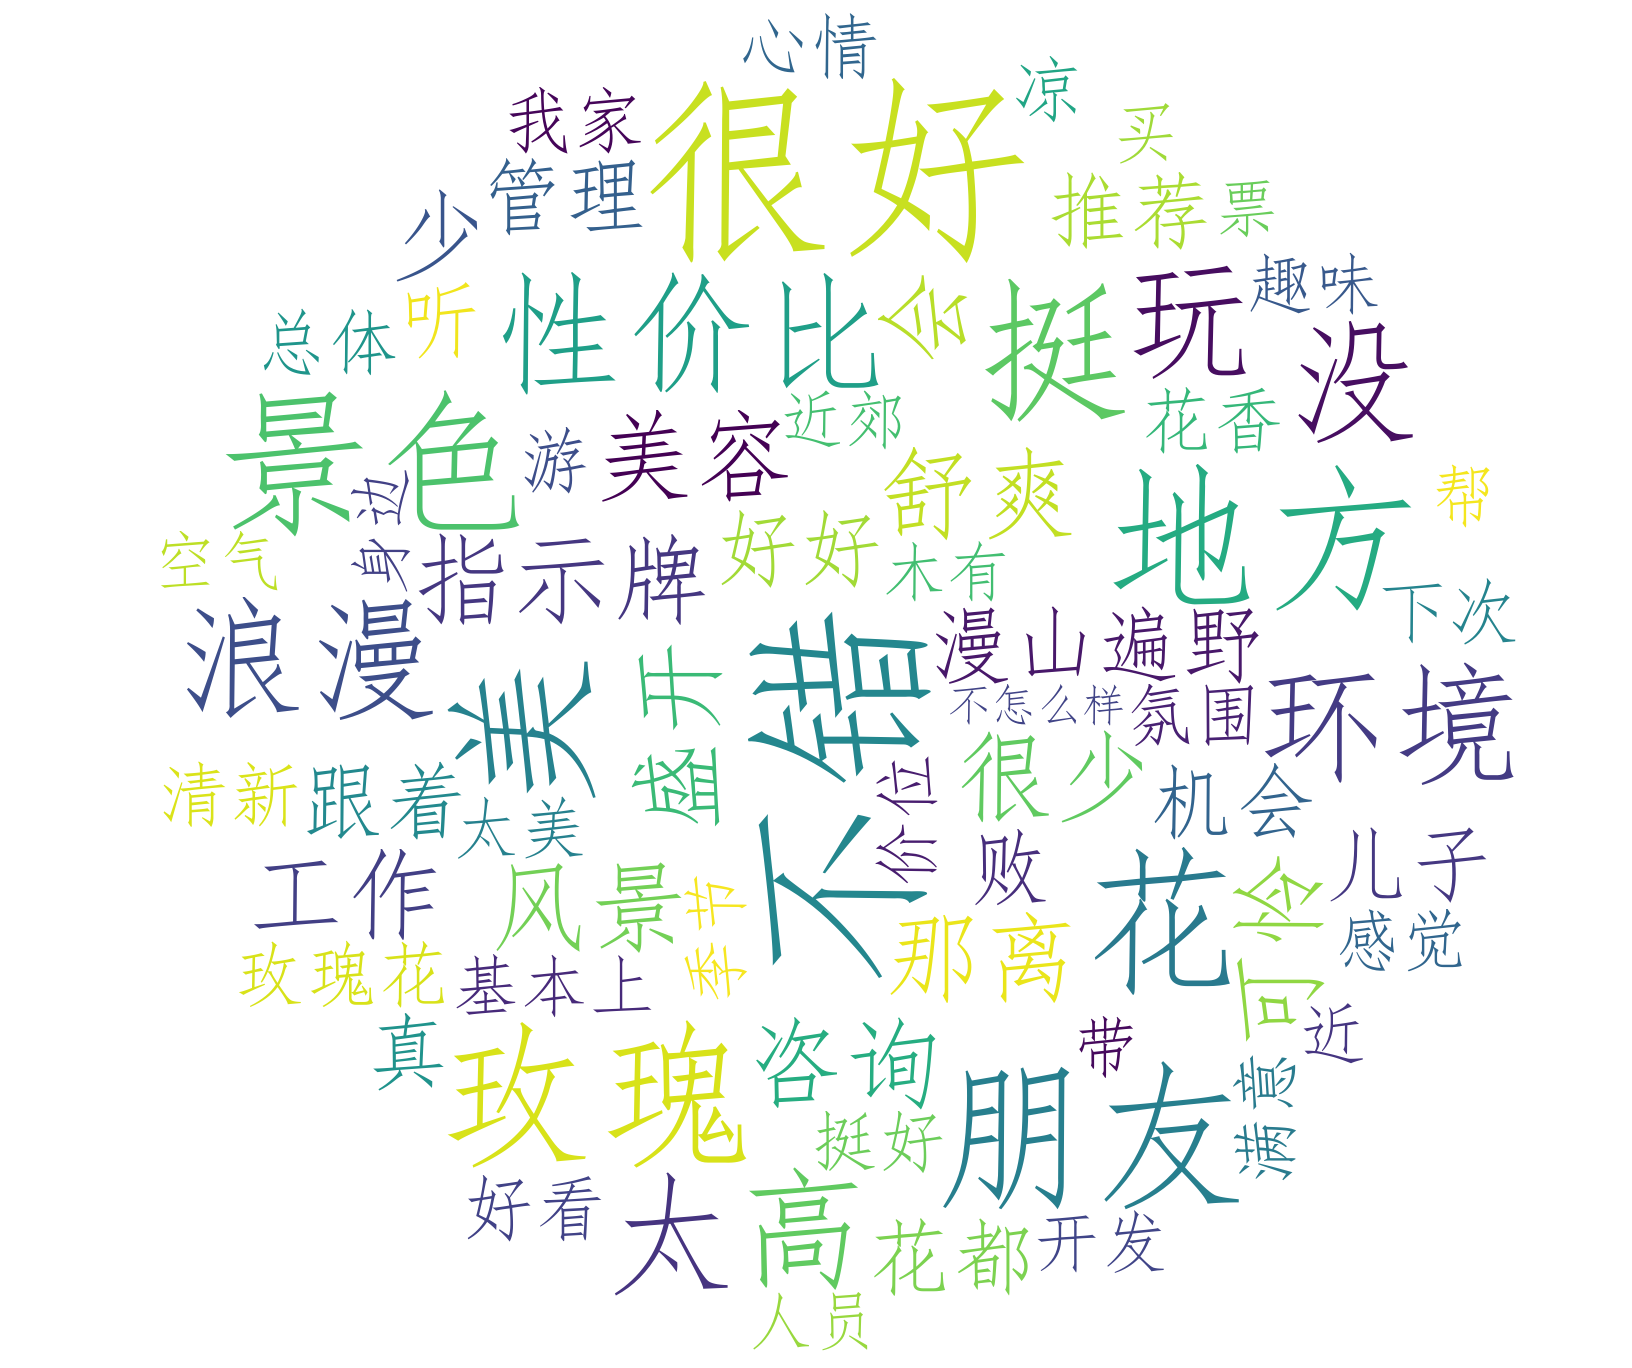 心情
很好
凉
我家
买
管理
推荐
票
少
性价比
会
挺
玩
趣味
听
总体
没
景色
近郊
花香
游
美容
舒爽
地方
帮
身边
空气
指示牌
好好
木有
下次
浪漫
美
盛开
不错
漫山遍野
不怎么样
氛围
环境
清新
跟着
太美
价位
很少
机会
工作
风景
季节
败
花
可怜
儿子
那离
感觉
玫瑰花
基本上
真
玫瑰
咨询
带
近
朋友
满意
挺好
好看
太
高
花都
开发
人员